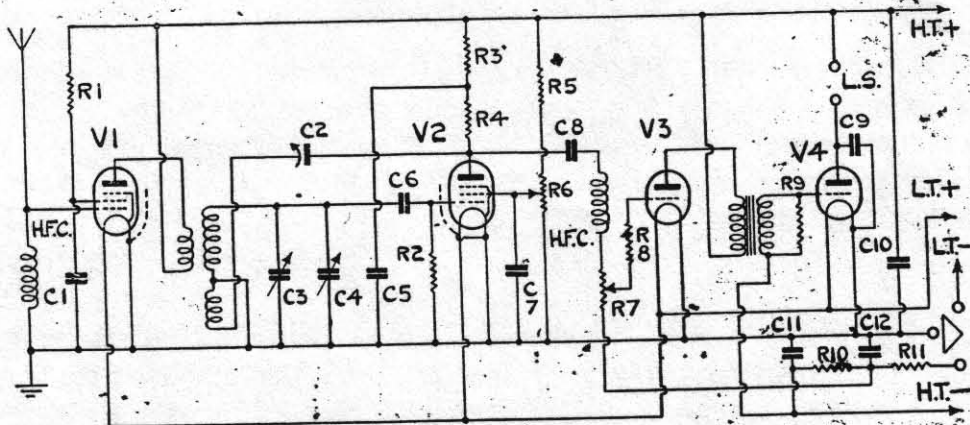 H.T.+
R1
R3
R5
L.S.
V1
C2
V2
R4
C8
V3
C9
V4
C6
R6
R9
L.T.+
H.F.C.
R2
H.F.C.
R8
C10
L.T.-
C1
C3
C4
C5
C7
R7
C11
C12
R10
R11
H.T.-